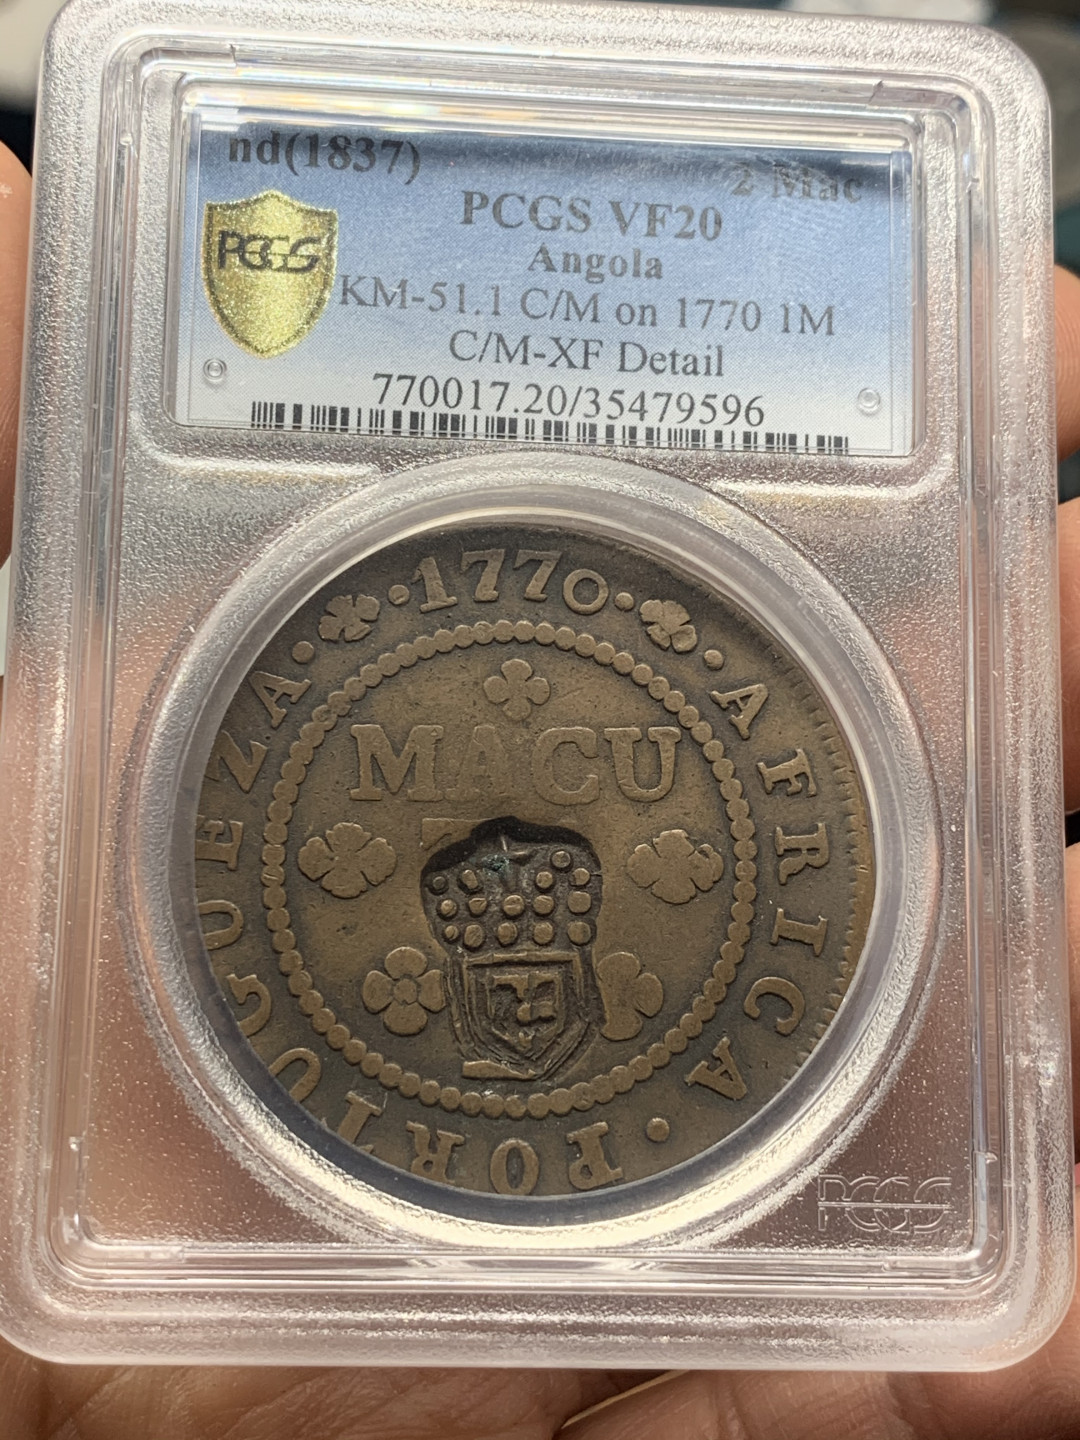 nd(1837) 2 Mac
PCGS VF20
PCGS
Angola
KM-51.1 C/M on 1770 1M
C/M-XF Detail
770017.20/35479596
·1770·
·AFRICA·PORTUGUEZA·
MACU
TA
PCGS